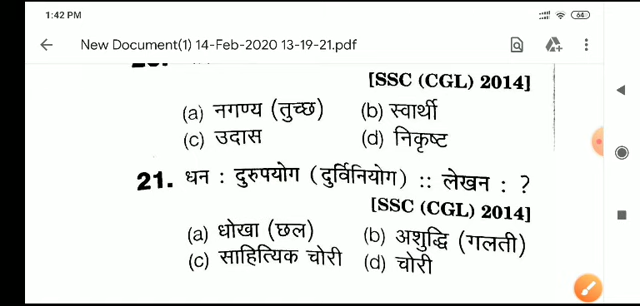 1:42 PM
64
New Document(1) 14-Feb-2020 13-19-21.pdf
[SSC (CGL) 2014]
(a) नगण्य (तुच्छ) (b) स्वार्थी
(c) उदास (d) निकृष्ट
21. धन : दुरुपयोग (दुर्विनियोग) :: लेखन : ?
[SSC (CGL) 2014]
(a) धोखा (छल) (b) अशुद्धि (गलती)
(c) साहित्यिक चोरी (d) चोरी